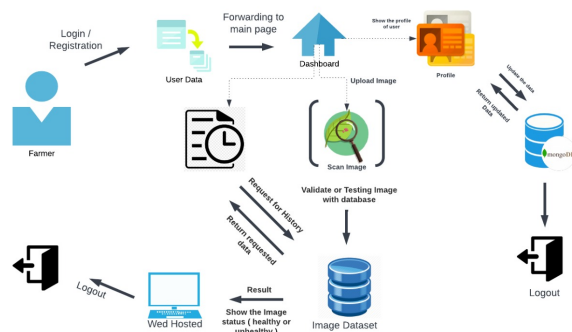 Login /
Registration
Forwarding to
main page
Show the profile
of user
User Data
Dashboard
Profile
Upload Image
Update the data
Return updated
Data
Farmer
Scan Image
mongoDB
Request for History
Return requested
data
Validate or Testing Image
with database
Logout
Result
Logout
Show the Image
status ( healthy or
unhealthy )
Wed Hosted
Image Dataset